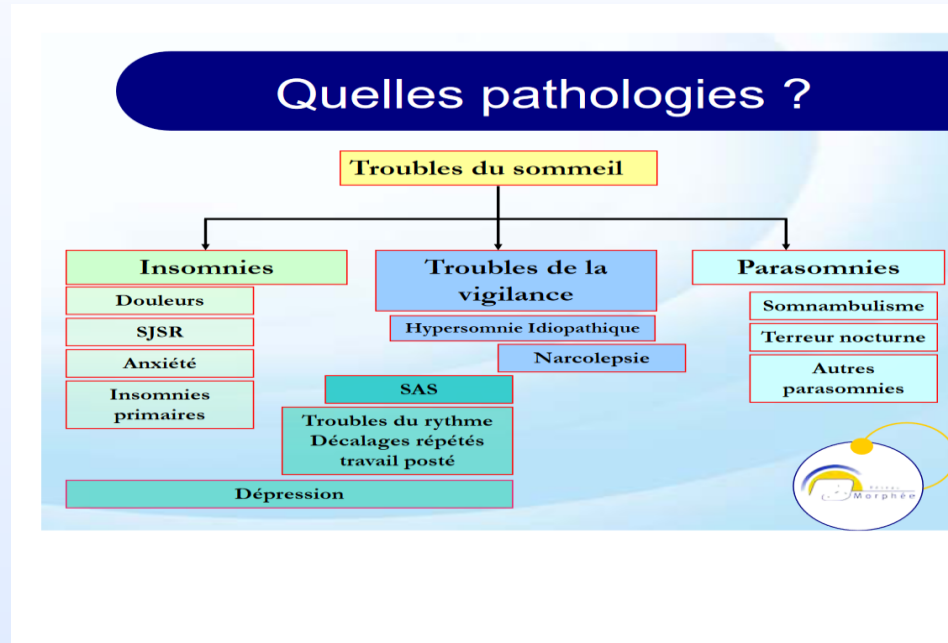 Quelles pathologies ?
Troubles du sommeil
Insomnies
Douleurs
SJSR
Anxiété
Insomnies
primaires
Troubles de la
vigilance
Hypersomnie Idiopathique
Narcolepsie
SAS
Troubles du rythme
Décalages répétés
travail posté
Dépression
Parasomnies
Somnambulisme
Terreur nocturne
Autres
parasomnies
Morphée